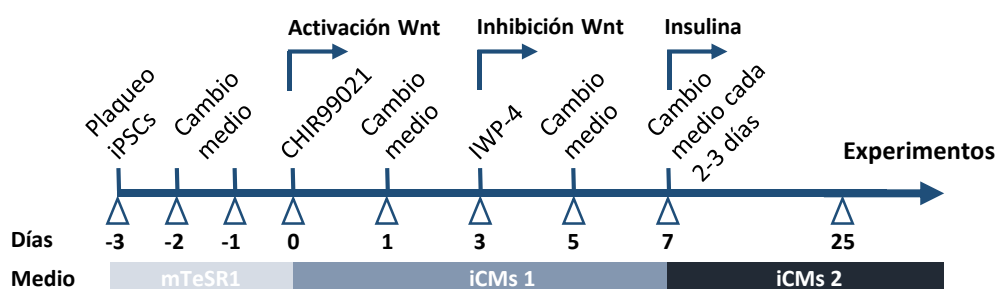 Activación Wnt
Inhibición Wnt
Insulina
Plaqueo
iPSCs
Cambio
medio
CHIR99021
Cambio
medio
IWP-4
Cambio
medio
Cambio
medio cada
2-3 días
Experimentos
Días
-3
-2
-1
0
1
3
5
7
25
Medio
mTeSR1
iCMs 1
iCMs 2